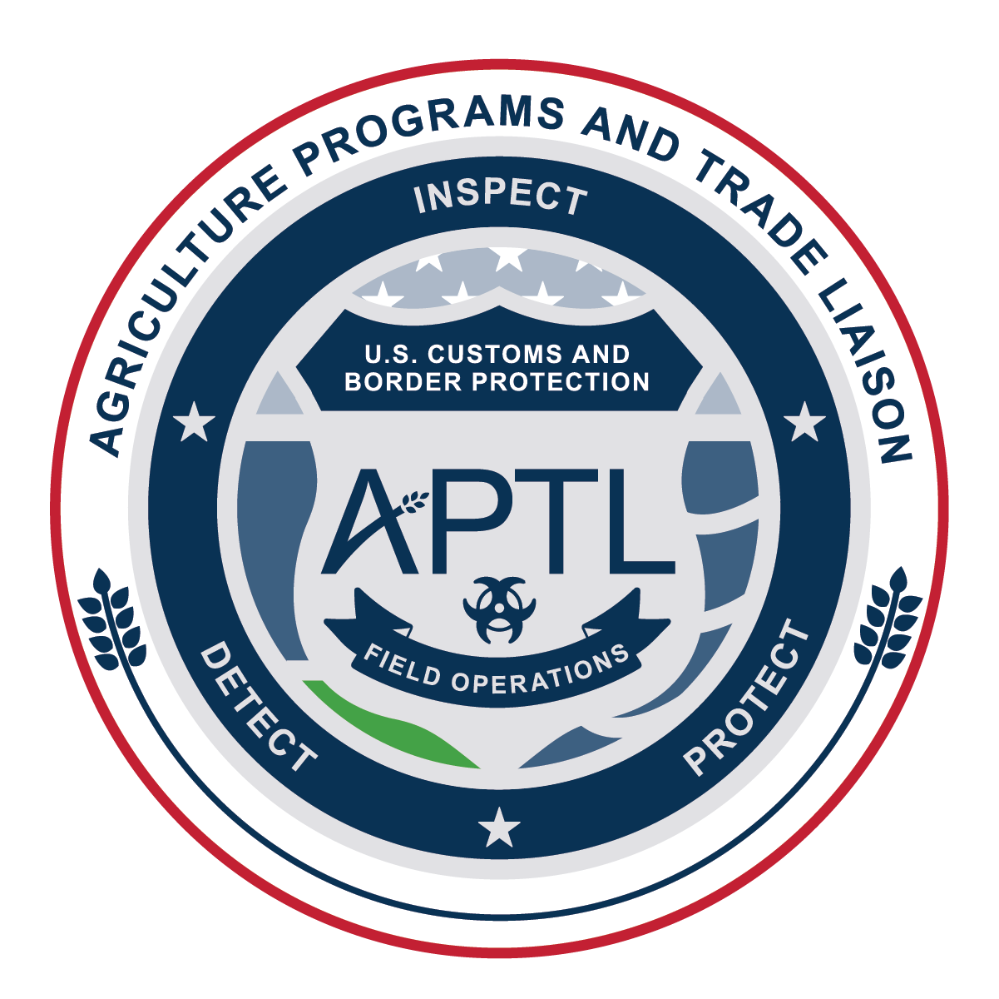 AGRICULTURE PROGRAMS AND TRADE LIAISON
INSPECT
U.S. CUSTOMS AND
BORDER PROTECTION
APTL
FIELD OPERATIONS
DETECT
PROTECT